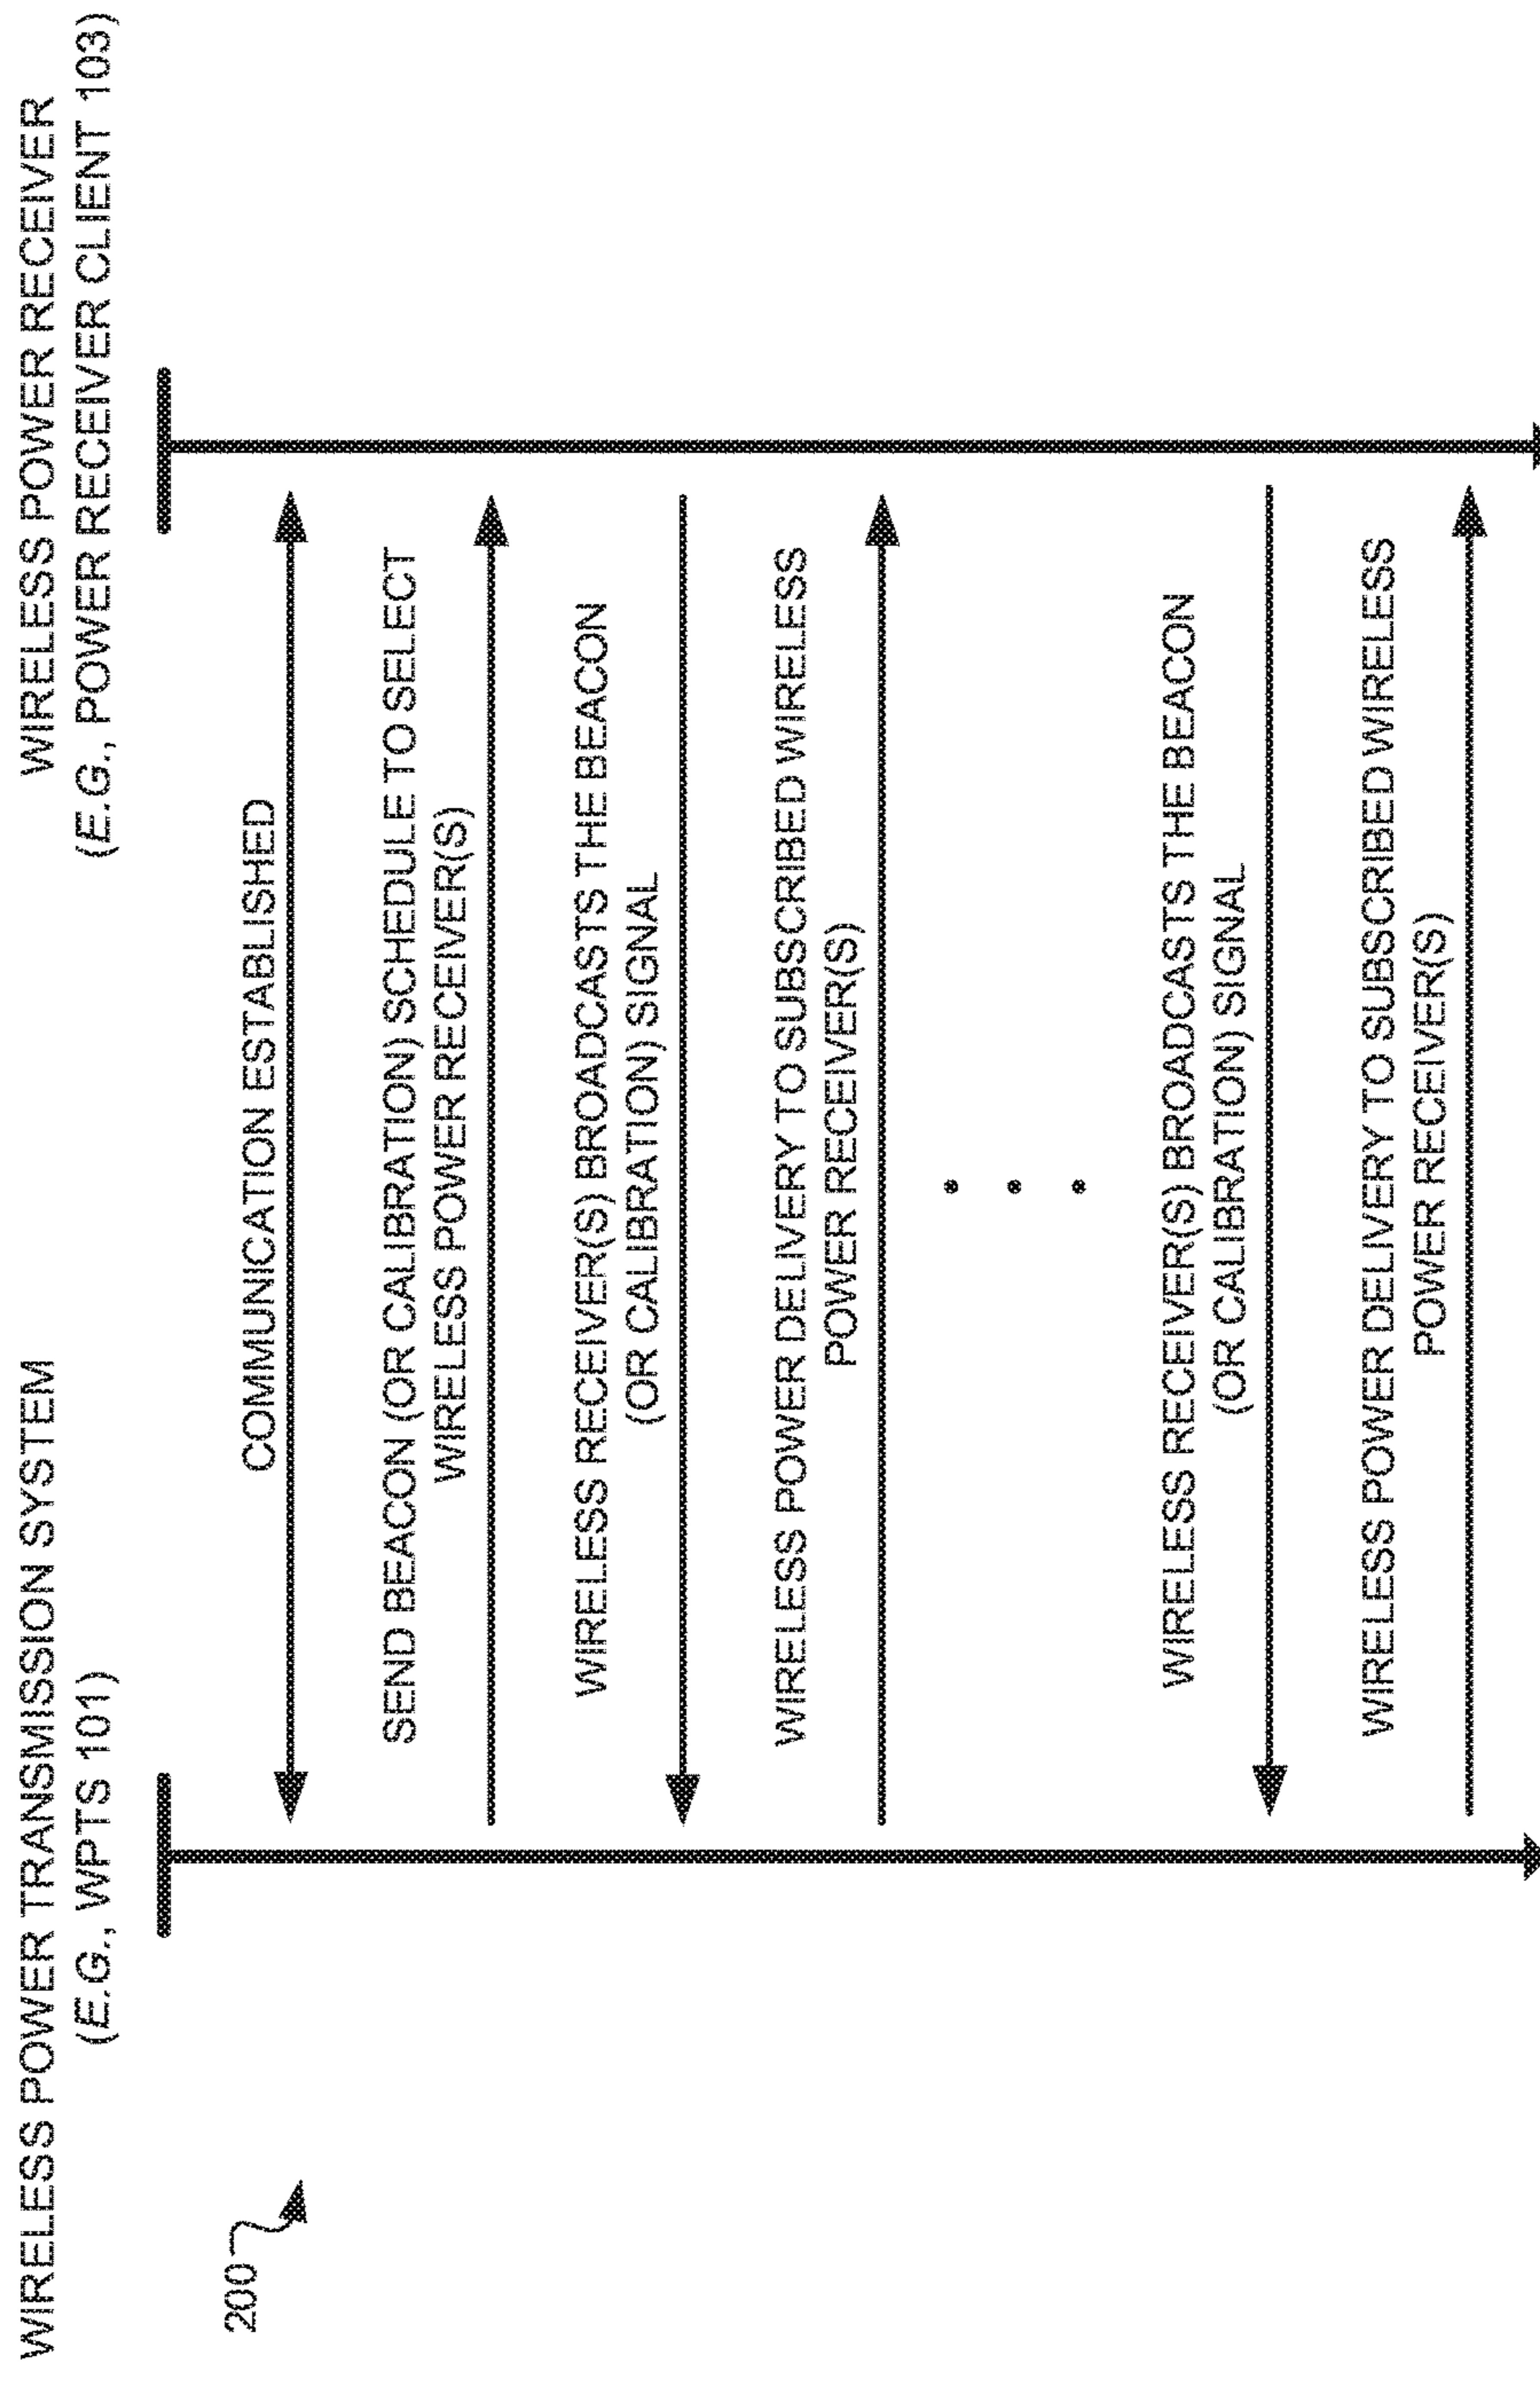 WIRELESS POWER TRANSMISSION SYSTEM
(E.G., WPTS 101)
WIRELESS POWER RECEIVER
(E.G., POWER RECEIVER CLIENT 103)
200
COMMUNICATION ESTABLISHED
SEND BEACON (OR CALIBRATION) SCHEDULE TO SELECT
WIRELESS POWER RECEIVER(S)
WIRELESS RECEIVER(S) BROADCASTS THE BEACON
(OR CALIBRATION) SIGNAL
WIRELESS POWER DELIVERY TO SUBSCRIBED WIRELESS
POWER RECEIVER(S)
WIRELESS RECEIVER(S) BROADCASTS THE BEACON
(OR CALIBRATION) SIGNAL
WIRELESS POWER DELIVERY TO SUBSCRIBED WIRELESS
POWER RECEIVER(S)